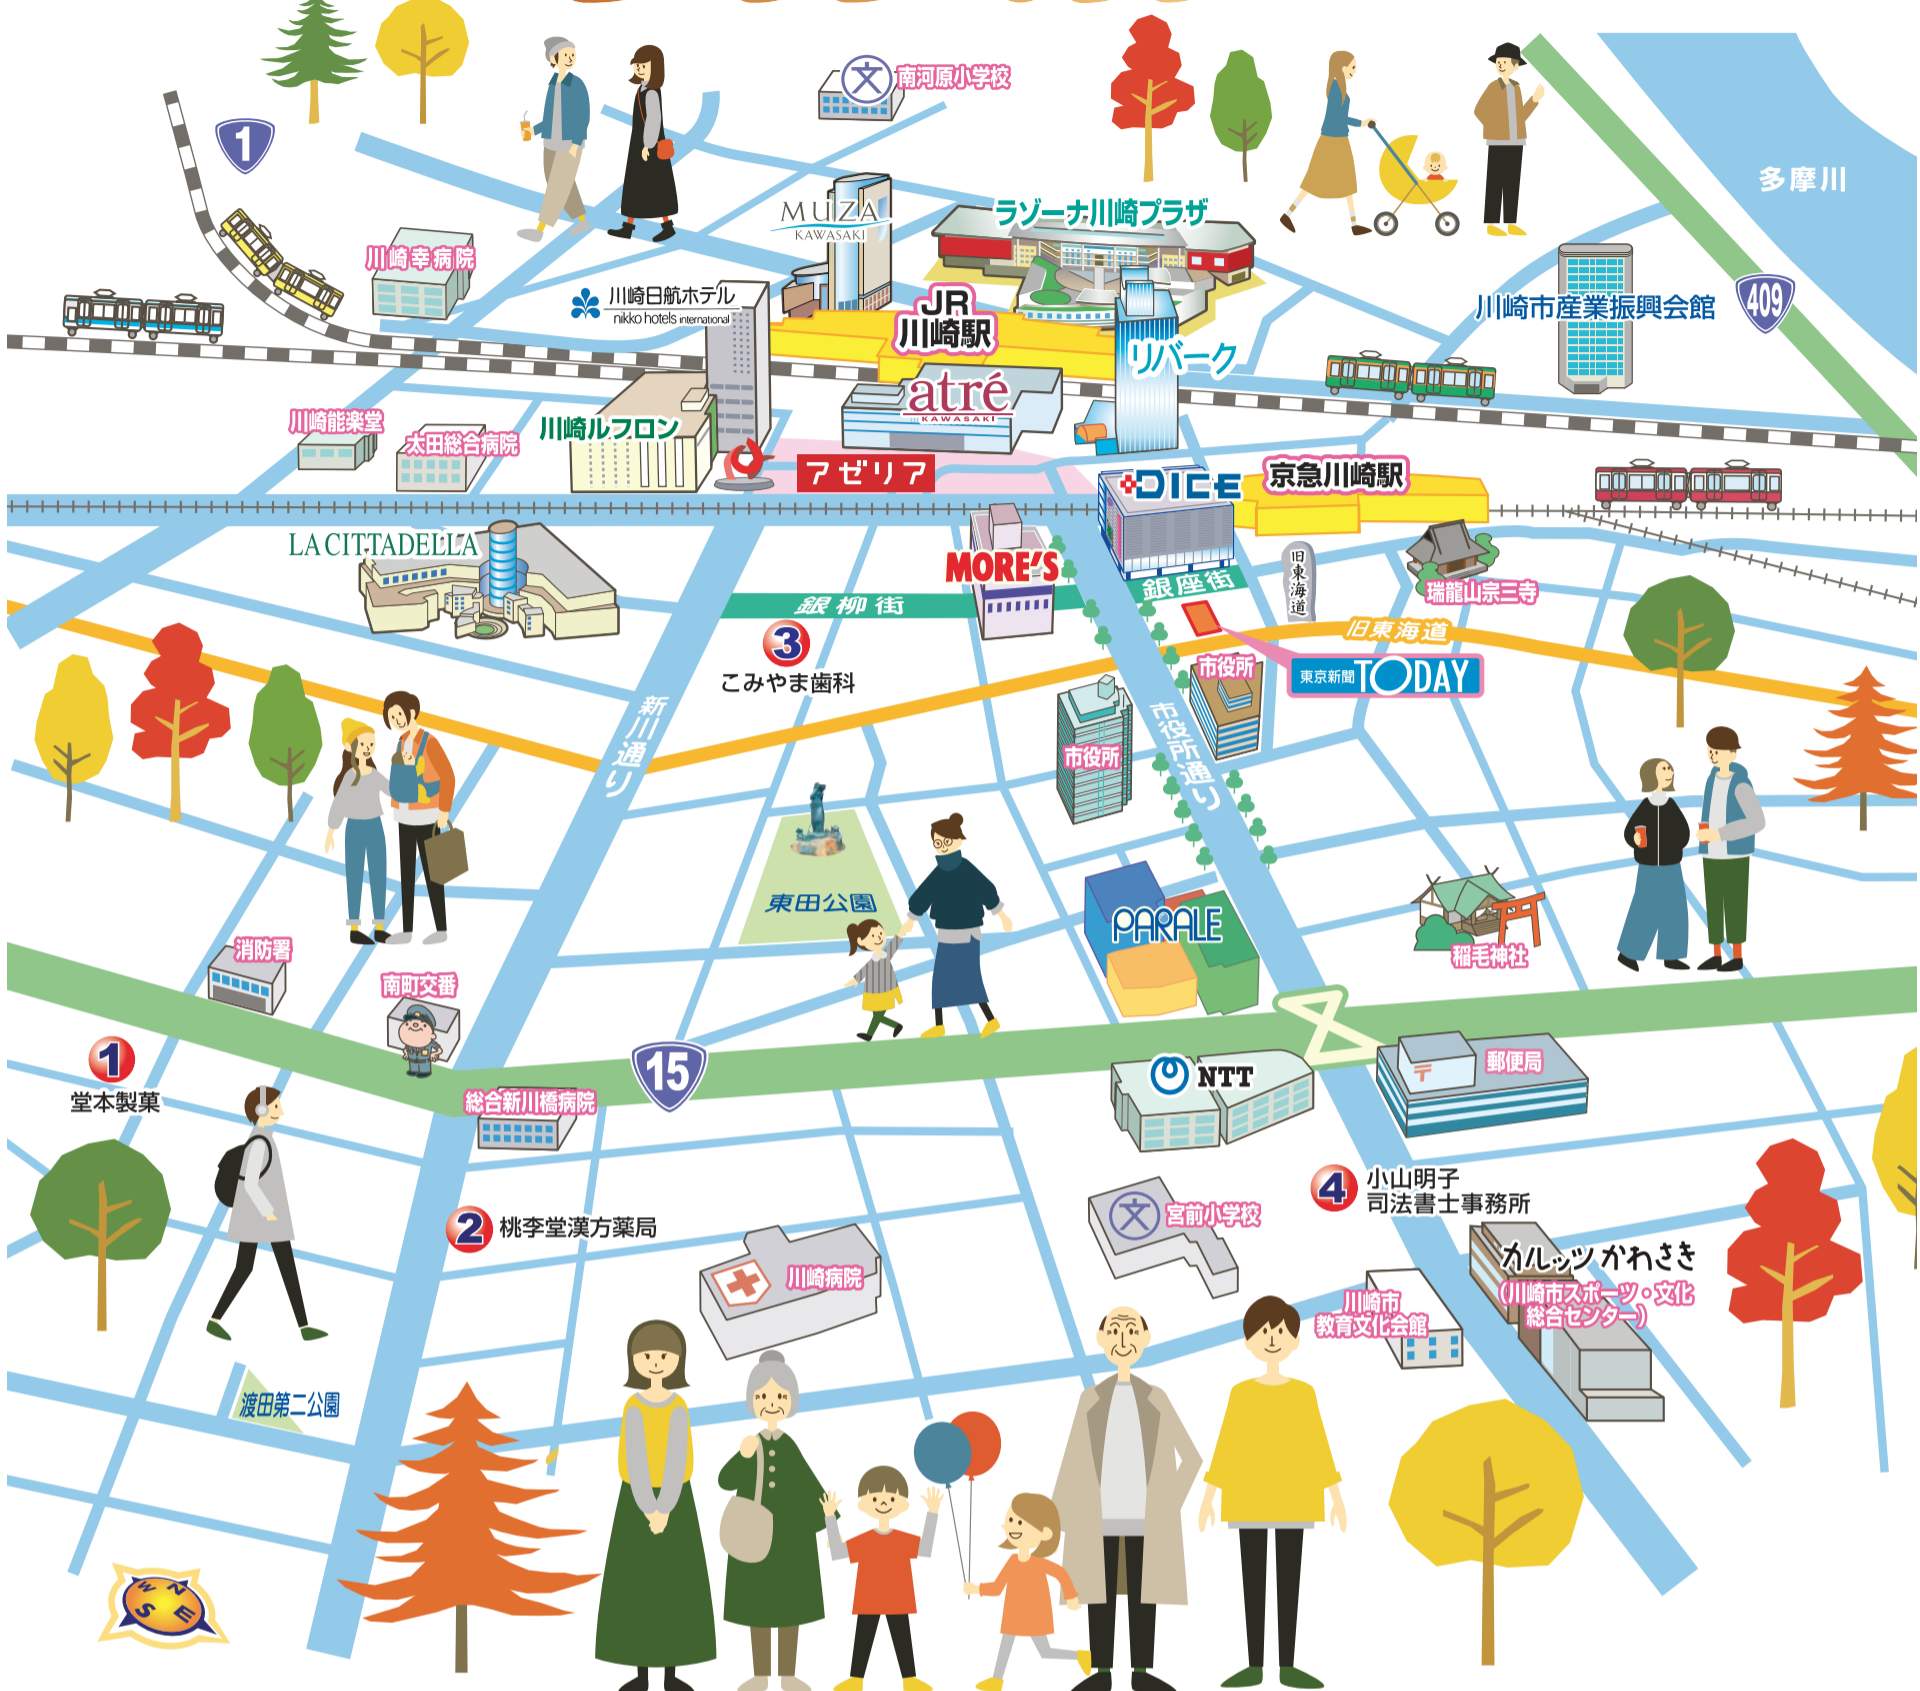 文
南河原小学校
1
多摩川
MUZA
KAWASAKI
ラゾーナ川崎プラザ
川崎幸病院
川崎日航ホテル
nikko hotels international
JR
川崎駅
川崎市産業振興会館
409
リバーク
atré
KAWASAKI
川崎能楽堂
太田総合病院
川崎ルフロン
アゼリア
DICE
京急川崎駅
LA CITTADELLA
MORE'S
銀座街
旧東海道
瑞龍山宗三寺
銀柳街
3
こみやま歯科
旧東海道
市役所
東京新聞TODAY
新川通り
市役所通り
市役所
東田公園
PARALE
稲毛神社
消防署
南町交番
1
堂本製菓
15
NTT
〒
郵便局
総合新川橋病院
4
小山明子
司法書士事務所
2
桃李堂漢方薬局
文
宮前小学校
カルッツかわさき
(川崎市スポーツ・文化
総合センター)
川崎病院
川崎市
教育文化会館
渡田第二公園
W
N
S
E